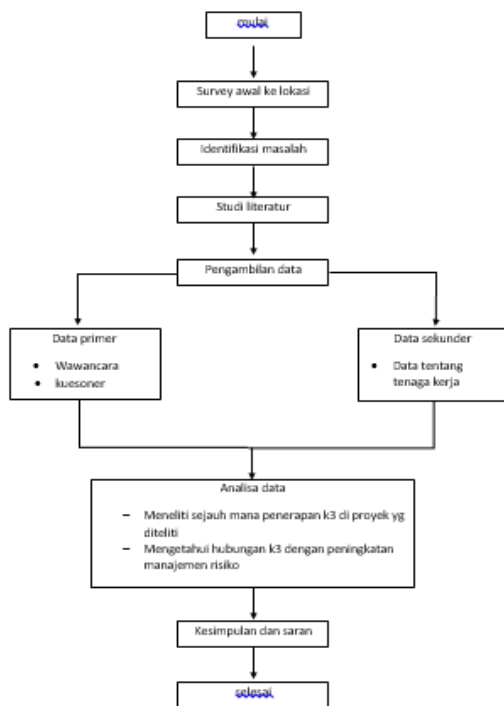 mulai
Survey awal ke lokasi
Identifikasi masalah
Studi literatur
Pengambilan data
Data primer
• Wawancara
• kuesoner
Data sekunder
• Data tentang
tenaga kerja
Analisa data
– Meneliti sejauh mana penerapan k3 di proyek yg
diteliti
– Mengetahui hubungan k3 dengan peningkatan
manajemen risiko
Kesimpulan dan saran
selesai